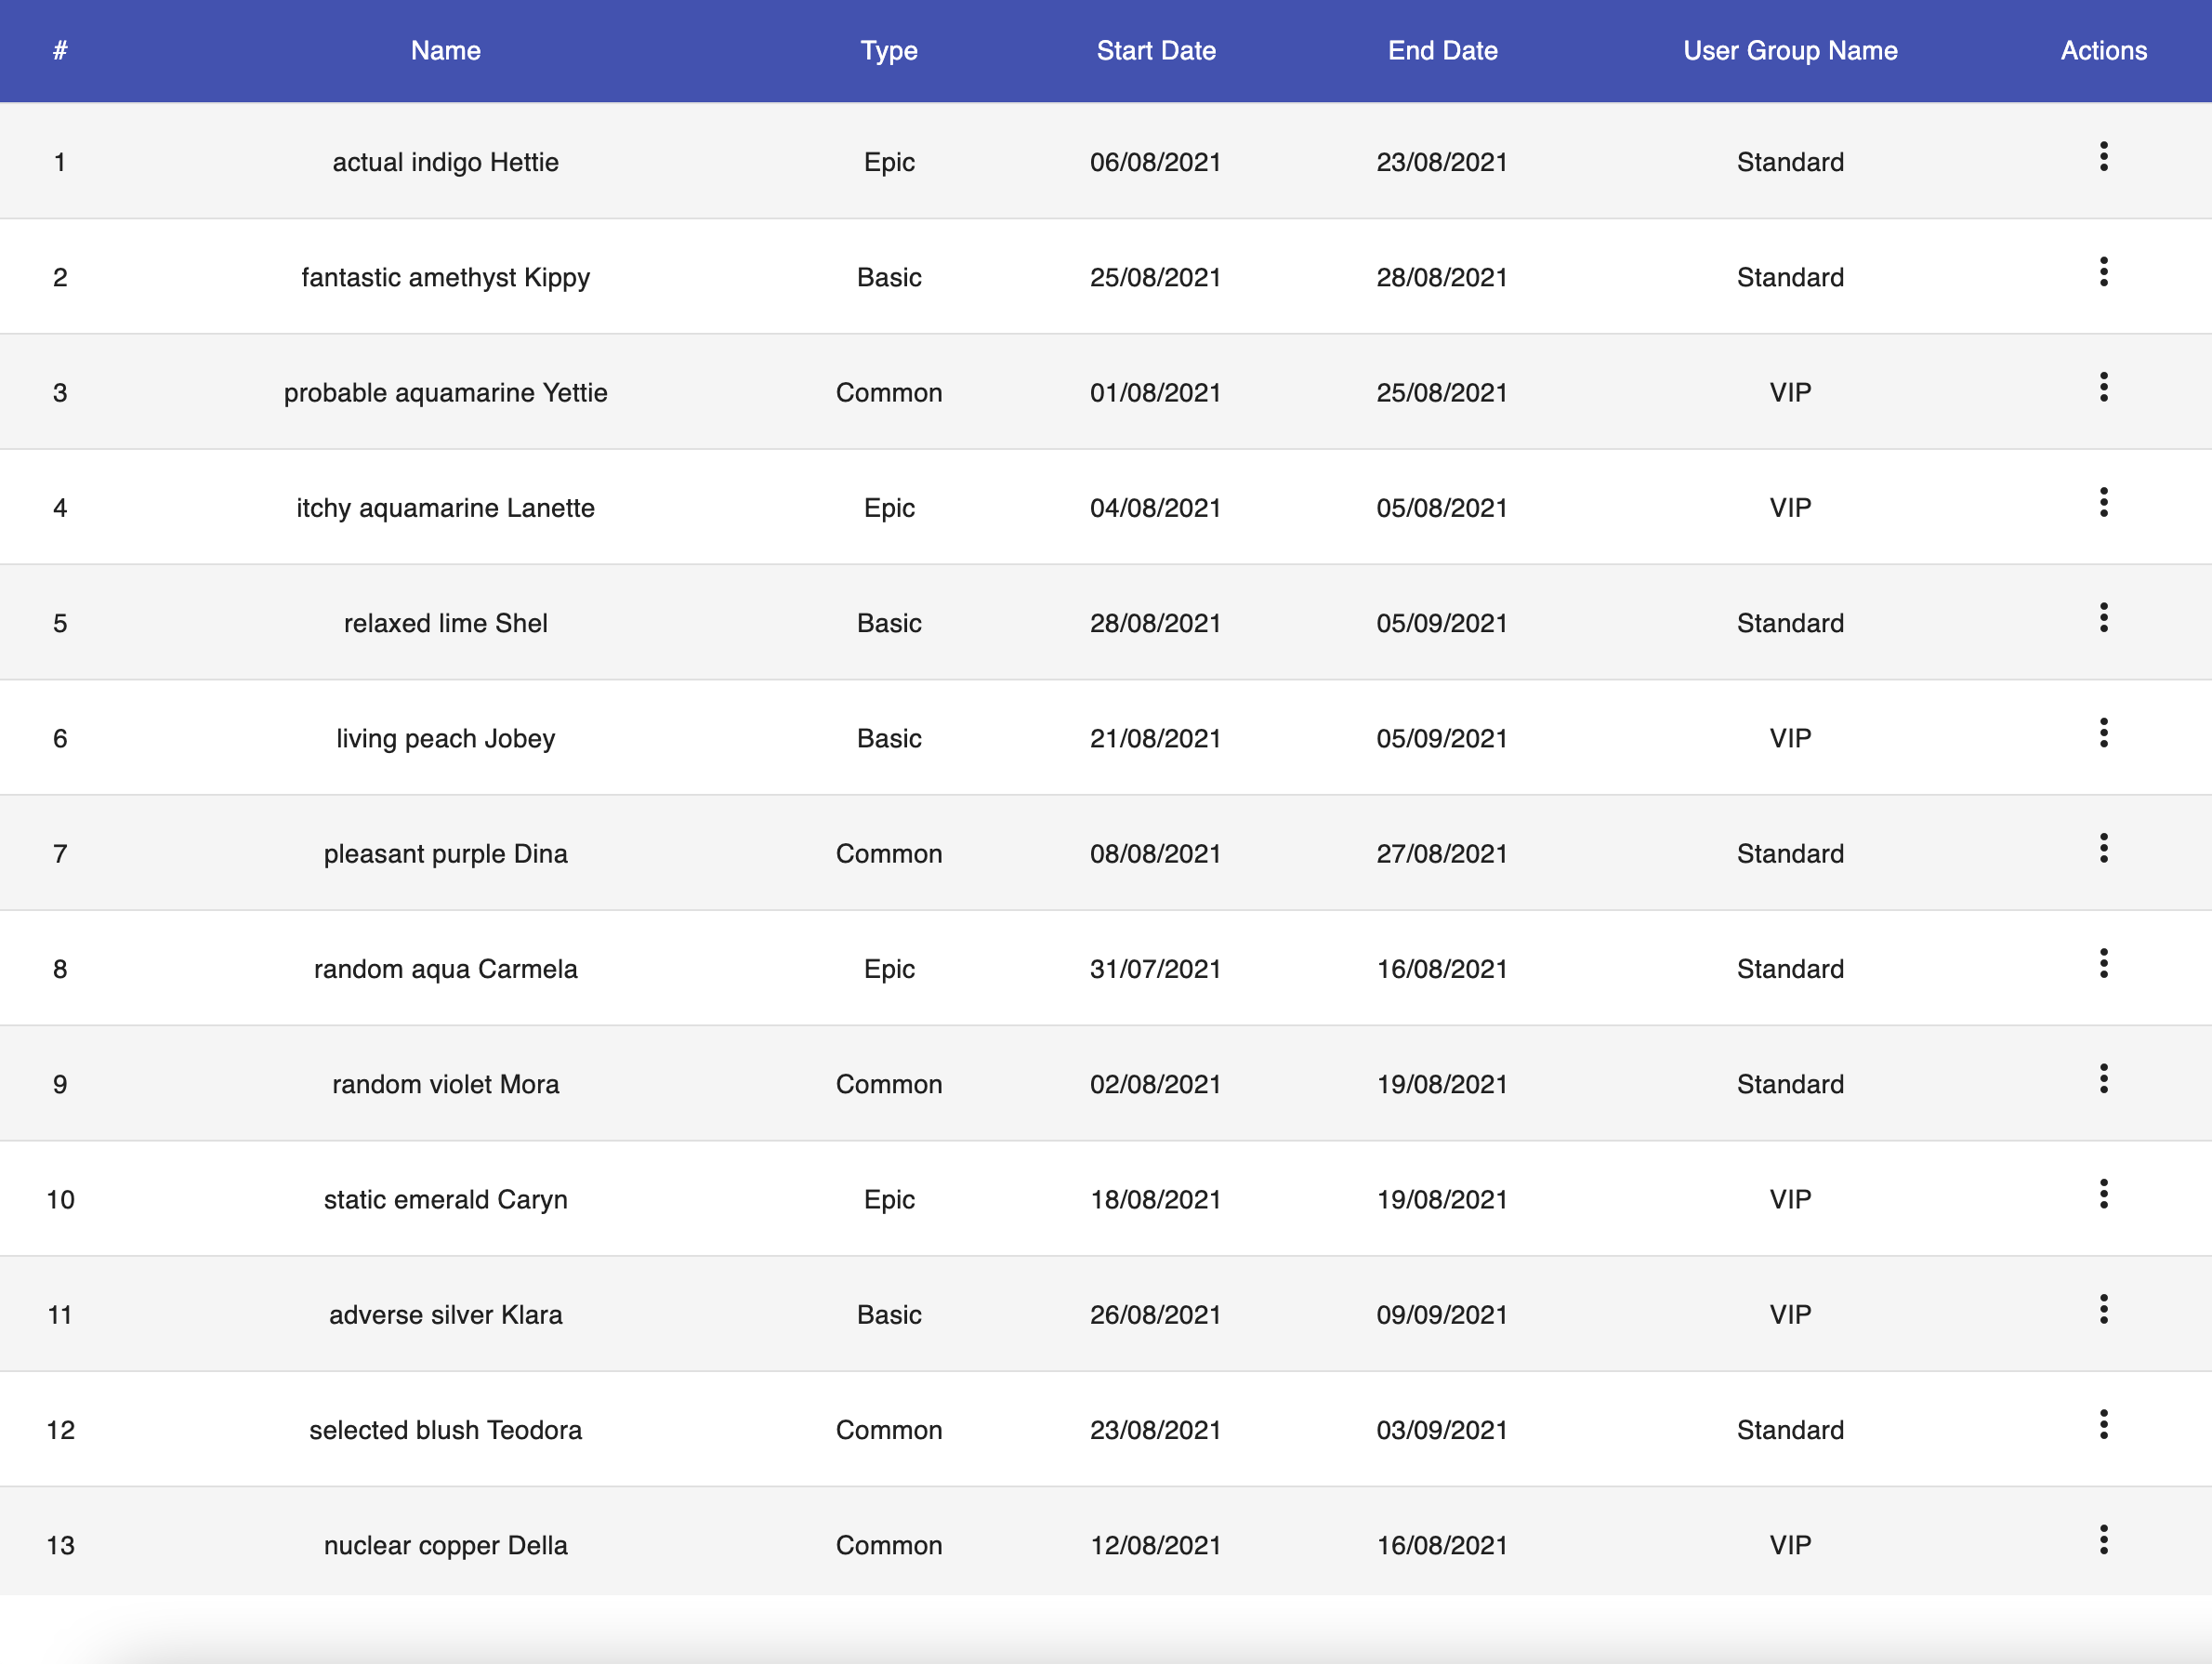 # Name Type Start Date End Date User Group Name Actions
1 actual indigo Hettie Epic 06/08/2021 23/08/2021 Standard
2 fantastic amethyst Kippy Basic 25/08/2021 28/08/2021 Standard
3 probable aquamarine Yettie Common 01/08/2021 25/08/2021 VIP
4 itchy aquamarine Lanette Epic 04/08/2021 05/08/2021 VIP
5 relaxed lime Shel Basic 28/08/2021 05/09/2021 Standard
6 living peach Jobey Basic 21/08/2021 05/09/2021 VIP
7 pleasant purple Dina Common 08/08/2021 27/08/2021 Standard
8 random aqua Carmela Epic 31/07/2021 16/08/2021 Standard
9 random violet Mora Common 02/08/2021 19/08/2021 Standard
10 static emerald Caryn Epic 18/08/2021 19/08/2021 VIP
11 adverse silver Klara Basic 26/08/2021 09/09/2021 VIP
12 selected blush Teodora Common 23/08/2021 03/09/2021 Standard
13 nuclear copper Della Common 12/08/2021 16/08/2021 VIP